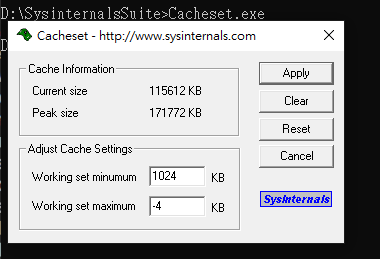 D:\SysinternalsSuite>Cacheset.exe
Cacheset - http://www.sysinternals.com
Cache Information
Current size 115612 KB
Peak size 171772 KB
Adjust Cache Settings
Working set minumum 1024 KB
Working set maximum -4 KB
Apply
Clear
Reset
Cancel
SysInternals